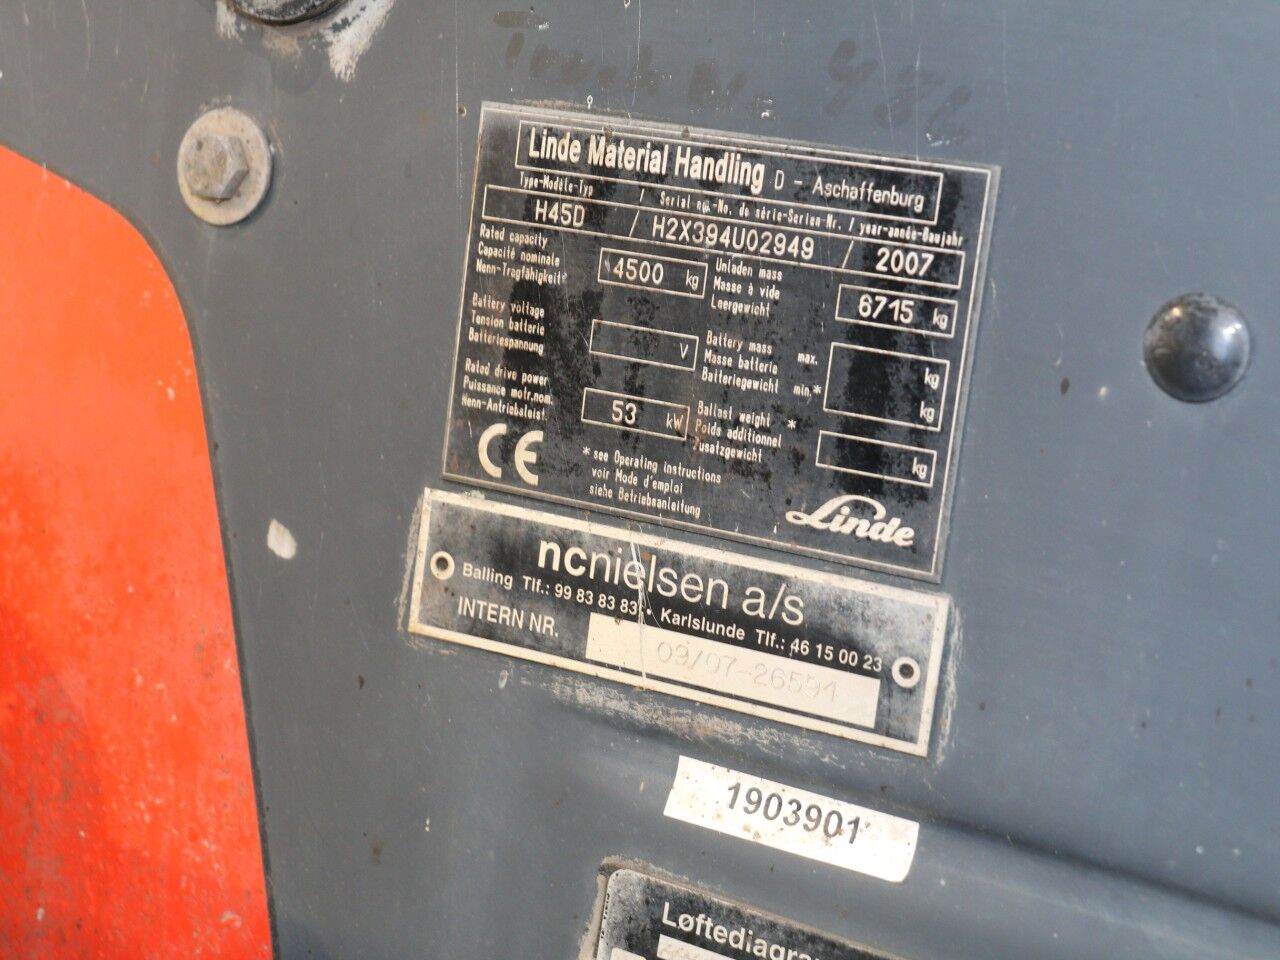 Linde Material Handling D - Aschaffenburg
Type-Modèle-Typ / Serial no.-No. de série-Serien-Nr. / year-année-Baujahr
H45D / H2X394U02949 / 2007
Rated capacity
Capacité nominale
Nenn-Tragfähigkeit
4500 kg
Unladen mass
Masse à vide
Leergewicht
6715 kg
Battery voltage
Tension batterie
Batteriespannung
V
Battery mass max.
Masse batterie
Batteriegewicht min.*
kg
kg
Rated drive power
Puissance motr.nom.
Nenn-Antriebsleist.
53 kW
Ballast weight *
Poids additionnel
Zusatzgewicht
kg
CE
* see Operating instructions
voir Mode d'emploi
siehe Betriebsanleitung
Linde
ncnielsen a/s
Balling Tlf.: 99 83 83 83 • Karlslunde Tlf.: 46 15 00 23
INTERN NR. 09/07-26594
1903901
Løftediagra